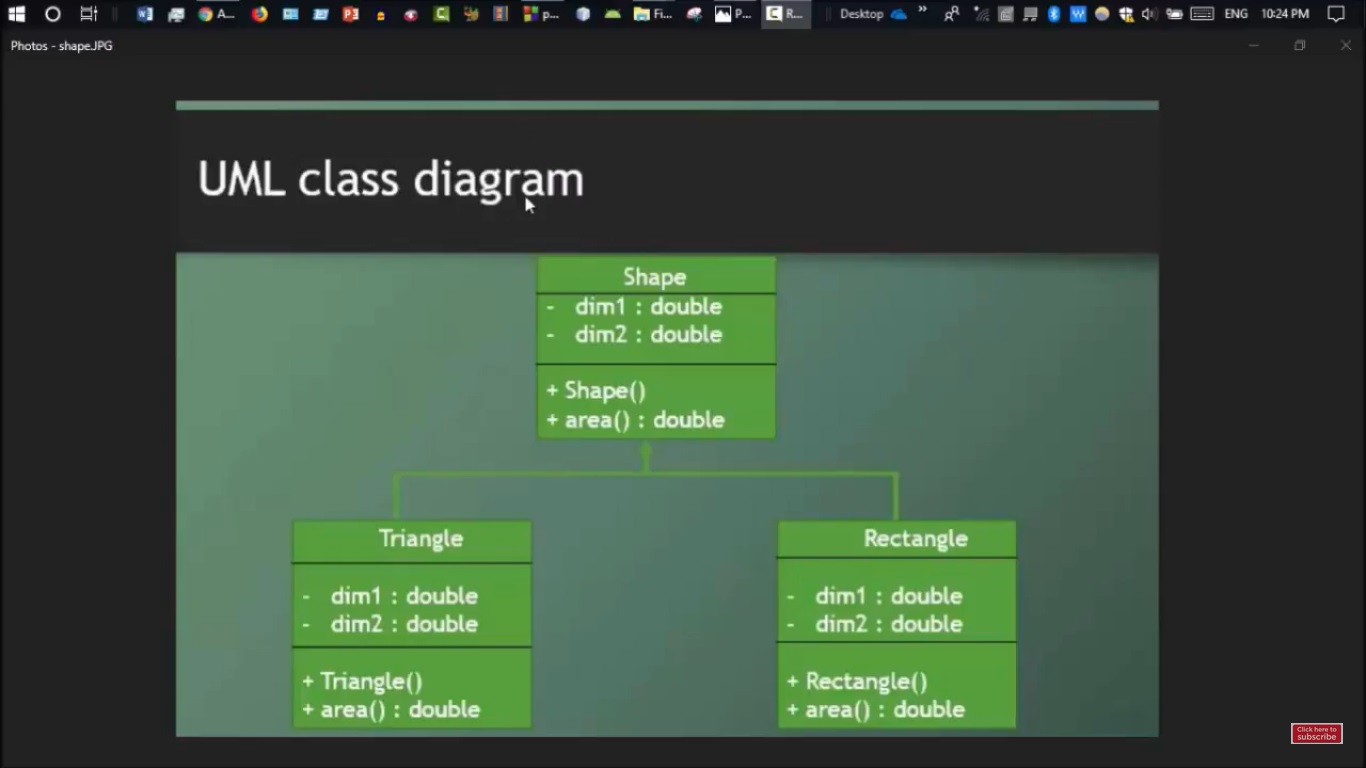 A...
p...
Fi...
P...
R...
Desktop
ENG
10:24 PM
Photos - shape.JPG
UML class diagram
Shape
- dim1 : double
- dim2 : double
+ Shape()
+ area() : double
Triangle
- dim1 : double
- dim2 : double
+ Triangle()
+ area() : double
Rectangle
- dim1 : double
- dim2 : double
+ Rectangle()
+ area() : double
Click here to
subscribe